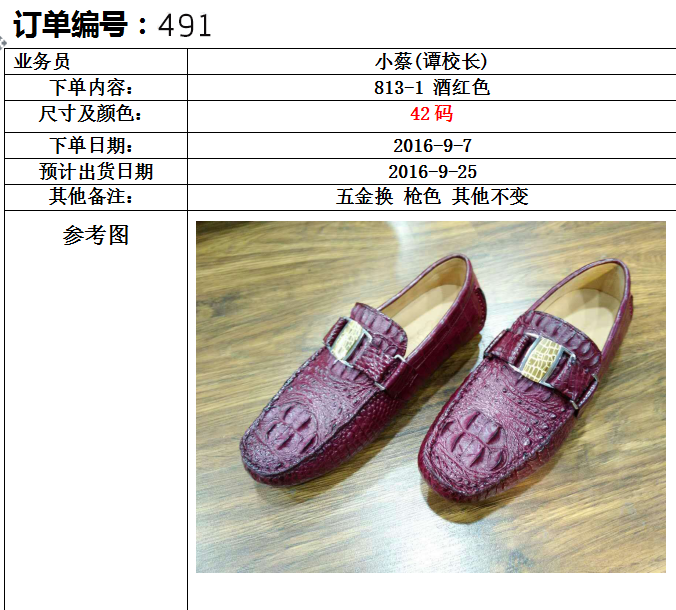 订单编号：491
业务员 小蔡(谭校长)
下单内容： 813-1 酒红色
尺寸及颜色： 42码
下单日期： 2016-9-7
预计出货日期 2016-9-25
其他备注： 五金换 枪色 其他不变
参考图